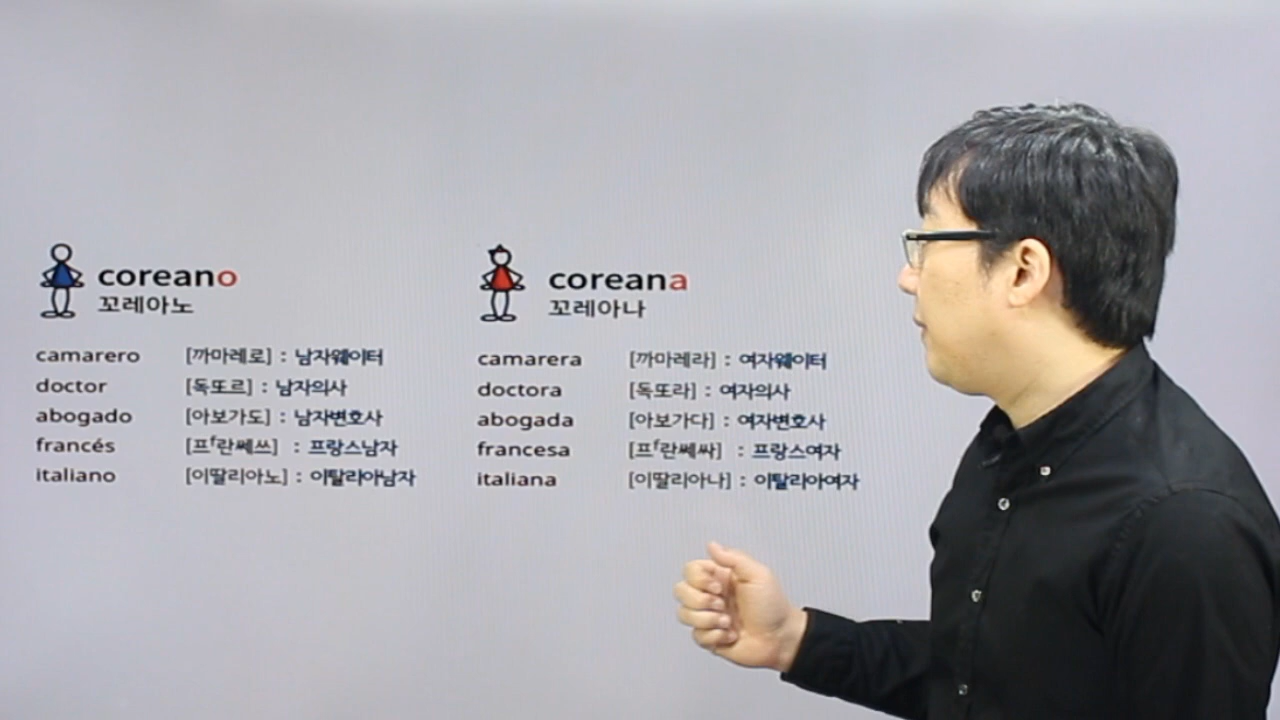 coreano
꼬레아노
camarero [까마레로] : 남자웨이터
doctor [독또르] : 남자의사
abogado [아보가도] : 남자변호사
francés [프ᶠ란쎄쓰] : 프랑스남자
italiano [이딸리아노] : 이탈리아남자
coreana
꼬레아나
camarera [까마레라] : 여자웨이터
doctora [독또라] : 여자의사
abogada [아보가다] : 여자변호사
francesa [프ᶠ란쎄싸] : 프랑스여자
italiana [이딸리아나] : 이탈리아여자